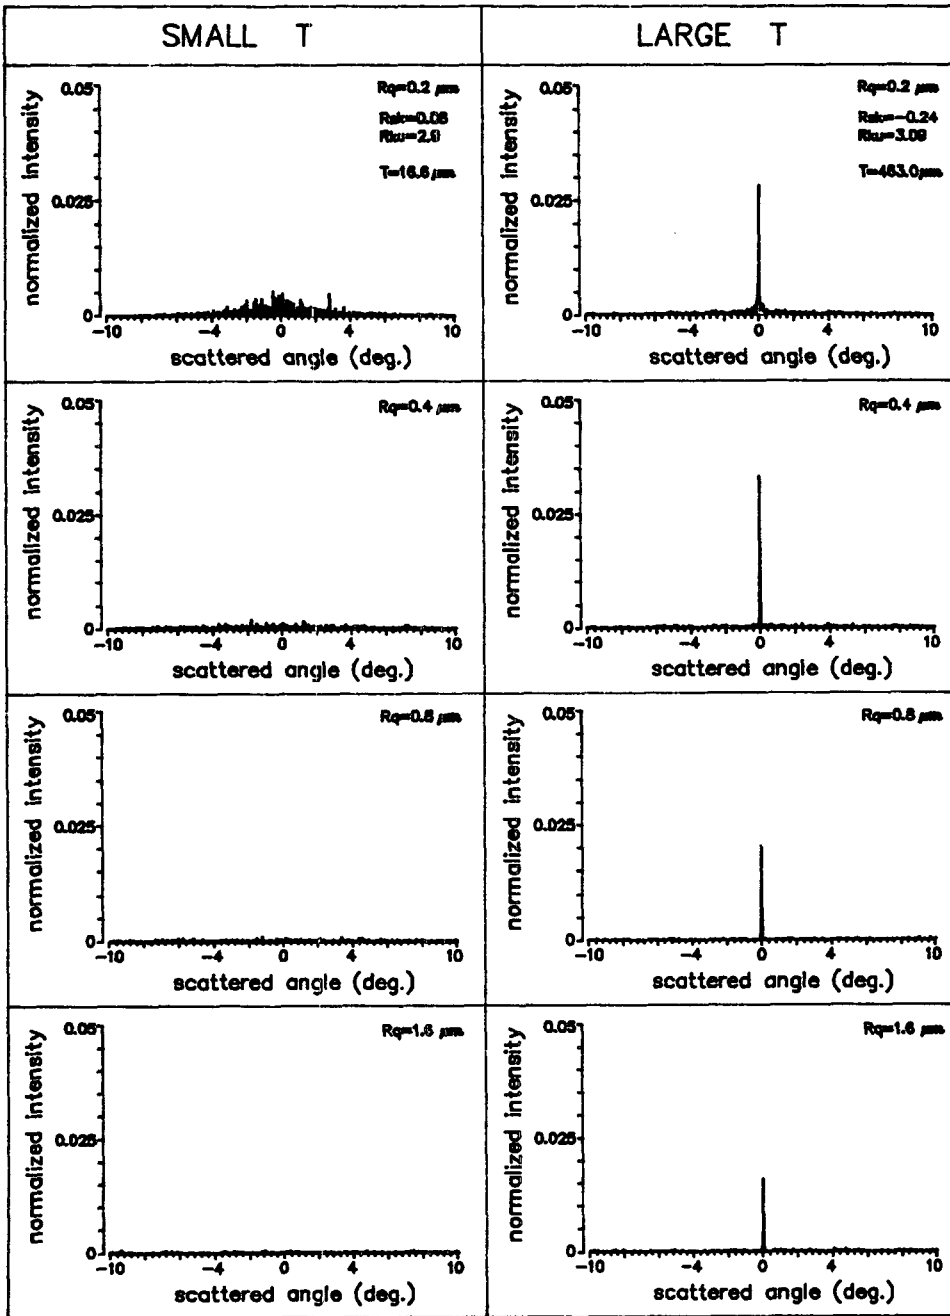 SMALL T
LARGE T
0.05
Rq=0.2 μm
Rsk=0.06
Rku=2.9
T=16.6 μm
normalized intensity
0.025
0
-10 -4 0 4 10
scattered angle (deg.)
0.05
Rq=0.2 μm
Rsk=-0.24
Rku=3.09
T=463.0 μm
normalized intensity
0.025
0
-10 -4 0 4 10
scattered angle (deg.)
0.05
Rq=0.4 μm
normalized intensity
0.025
0
-10 -4 0 4 10
scattered angle (deg.)
0.05
Rq=0.4 μm
normalized intensity
0.025
0
-10 -4 0 4 10
scattered angle (deg.)
0.05
Rq=0.8 μm
normalized intensity
0.025
0
-10 -4 0 4 10
scattered angle (deg.)
0.05
Rq=0.8 μm
normalized intensity
0.025
0
-10 -4 0 4 10
scattered angle (deg.)
0.05
Rq=1.6 μm
normalized intensity
0.025
0
-10 -4 0 4 10
scattered angle (deg.)
0.05
Rq=1.6 μm
normalized intensity
0.025
0
-10 -4 0 4 10
scattered angle (deg.)